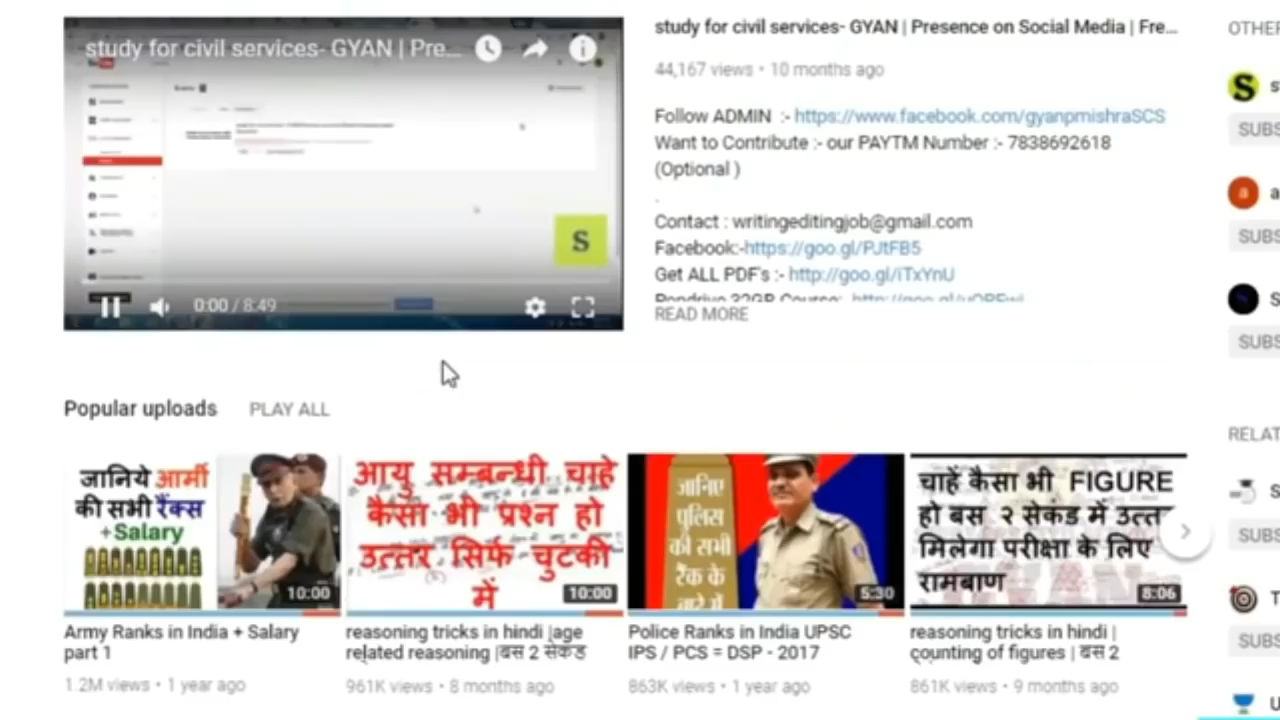 study for civil services- GYAN | Pre...
S
0:00 / 8:49
study for civil services- GYAN | Presence on Social Media | Fre...
44,167 views • 10 months ago
Follow ADMIN :- https://www.facebook.com/gyanpmishraSCS
Want to Contribute :- our PAYTM Number :- 7838692618
(Optional )
.
Contact : writingeditingjob@gmail.com
Facebook:-https://goo.gl/PJtFB5
Get ALL PDF's :- http://goo.gl/iTxYnU
Pendrive 32GB Course:
READ MORE
OTHER
S
SUBS
a
SUBS
S
SUBS
Popular uploads PLAY ALL
जानिये आर्मी
की सभी रैंक्स
+Salary
10:00
आयु सम्बन्धी चाहे
कैसा भी प्रश्न हो
उत्तर सिर्फ चुटकी
में
10:00
जानिए
पुलिस
की सभी
रैंक के
बारे में
5:30
चाहें कैसा भी FIGURE
हो बस २ सेकंड में
मिलेगा परीक्षा के लिए
रामबाण
8:06
Army Ranks in India + Salary
part 1
1.2M views • 1 year ago
reasoning tricks in hindi |age
related reasoning |बस 2 सेकंड
961K views • 8 months ago
Police Ranks in India UPSC
IPS / PCS = DSP - 2017
863K views • 1 year ago
reasoning tricks in hindi |
counting of figures | बस 2
861K views • 9 months ago
RELAT
S
SUBS
T
SUBS
U